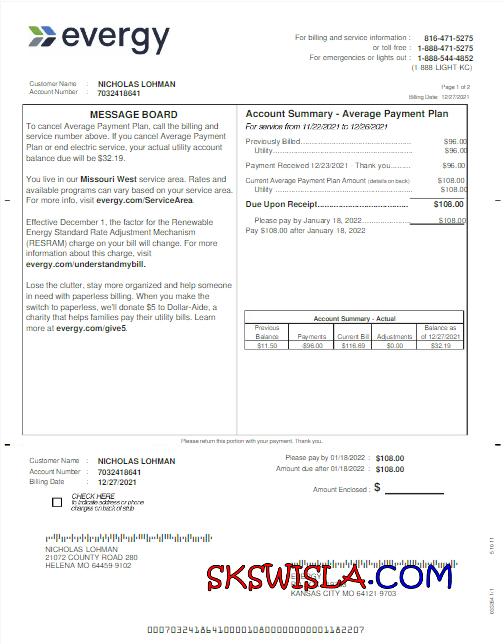 evergy
For billing and service information : 816-471-5275
or toll free : 1-888-471-5275
For emergencies or lights out : 1-888-544-4852
(1 888 LIGHT KC)
Customer Name : NICHOLAS LOHMAN
Account Number : 7032418641
Page 1 of 2
Billing Date: 12/27/2021
MESSAGE BOARD
To cancel Average Payment Plan, call the billing and
service number above. If you cancel Average Payment
Plan or end electric service, your actual utility account
balance due will be $32.19.
You live in our Missouri West service area. Rates and
available programs can vary based on your service area.
For more info, visit evergy.com/ServiceArea.
Effective December 1, the factor for the Renewable
Energy Standard Rate Adjustment Mechanism
(RESRAM) charge on your bill will change. For more
information about this charge, visit
evergy.com/understandmybill.
Lose the clutter, stay more organized and help someone
in need with paperless billing. When you make the
switch to paperless, we'll donate $5 to Dollar-Aide, a
charity that helps families pay their utility bills. Learn
more at evergy.com/give5.
Account Summary - Average Payment Plan
For service from 11/22/2021 to 12/26/2021
Previously Billed $96.00
Utility $96.00
Payment Received 12/23/2021 - Thank you $96.00
Current Average Payment Plan Amount (details on back) $108.00
Utility $108.00
Due Upon Receipt $108.00
Please pay by January 18, 2022 $108.00
Pay $108.00 after January 18, 2022
Account Summary - Actual
Previous Balance Payments Current Bill Adjustments Balance as of 12/27/2021
$11.50 $96.00 $116.69 $0.00 $32.19
Please return this portion with your payment. Thank you.
Customer Name : NICHOLAS LOHMAN
Account Number : 7032418641
Billing Date : 12/27/2021
Please pay by 01/18/2022 : $108.00
Amount due after 01/18/2022 : $108.00
Amount Enclosed : $
CHECK HERE
to indicate address or phone
changes on back of stub
NICHOLAS LOHMAN
21072 COUNTY ROAD 280
HELENA MO 64459-9102
SKSWISLA.COM
KANSAS CITY MO 64121-9703